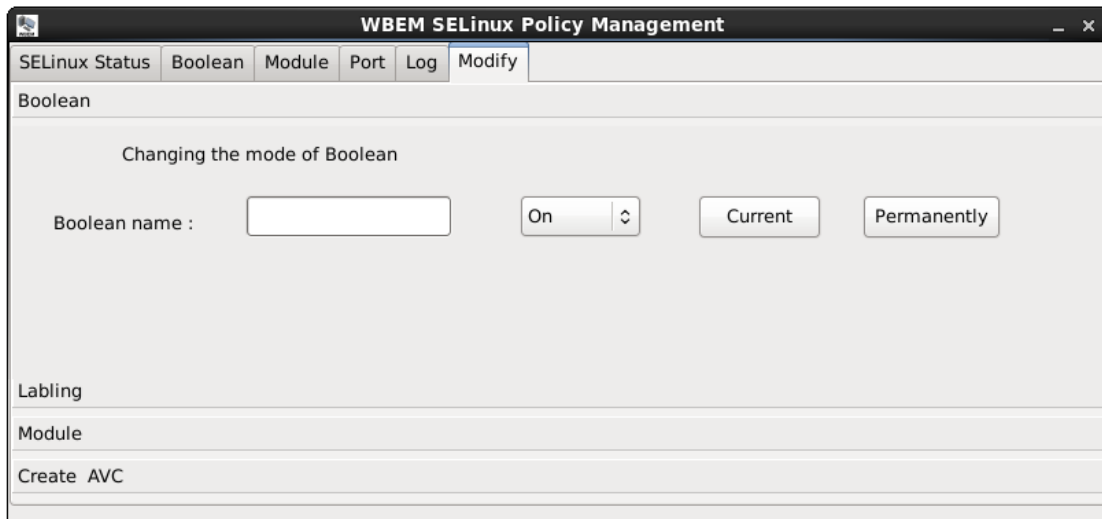 WBEM SELinux Policy Management
SELinux Status Boolean Module Port Log Modify
Boolean
Changing the mode of Boolean
Boolean name : On Current Permanently
Labling
Module
Create AVC